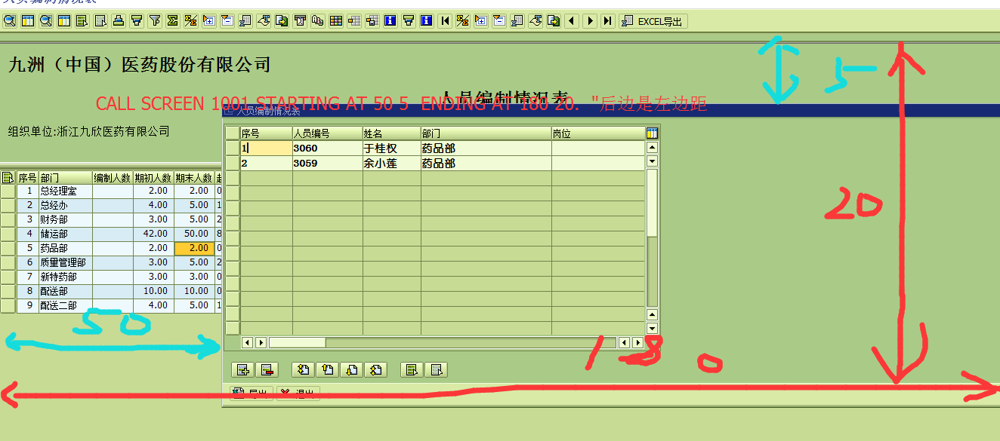 EXCEL导出
九洲（中国）医药股份有限公司
人员编制情况表
CALL SCREEN 1001 STARTING AT 50 5 ENDING AT 180 20. "后边是左边距
人员编制情况表
组织单位:浙江九欣医药有限公司
序号 人员编号 姓名 部门 岗位
1 3060 于桂权 药品部
2 3059 余小莲 药品部
序号 部门 编制人数 期初人数 期末人数
1 总经理室 2.00 2.00 0
2 总经办 4.00 5.00 1
3 财务部 3.00 5.00 2
4 储运部 42.00 50.00 8
5 药品部 2.00 2.00 0
6 质量管理部 3.00 5.00 2
7 新特药部 3.00 3.00 0
8 配送部 10.00 10.00 0
9 配送二部 4.00 5.00 1
5
20
50
180
导出 退出